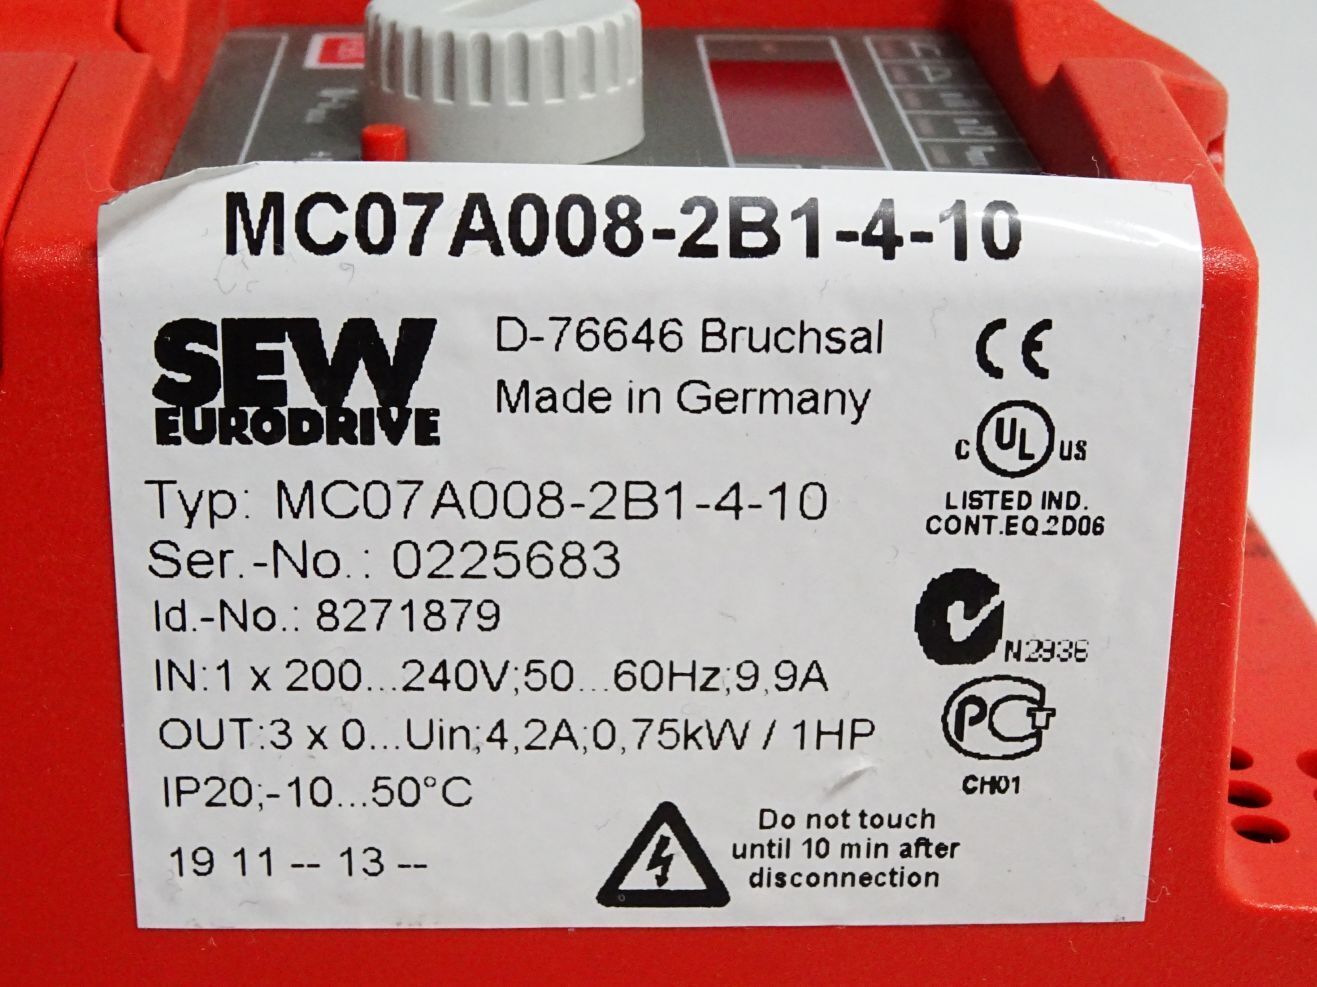 MC07A008-2B1-4-10
SEW
EURODRIVE
D-76646 Bruchsal
Made in Germany
CE
c UL us
LISTED IND.
CONT.EQ.2D06
Typ: MC07A008-2B1-4-10
Ser.-No.: 0225683
Id.-No.: 8271879
N2936
IN:1 x 200...240V;50...60Hz;9,9A
OUT:3 x 0...Uin;4,2A;0,75kW / 1HP
PCT
CH01
IP20;-10...50°C
19 11 -- 13 --
Do not touch
until 10 min after
disconnection